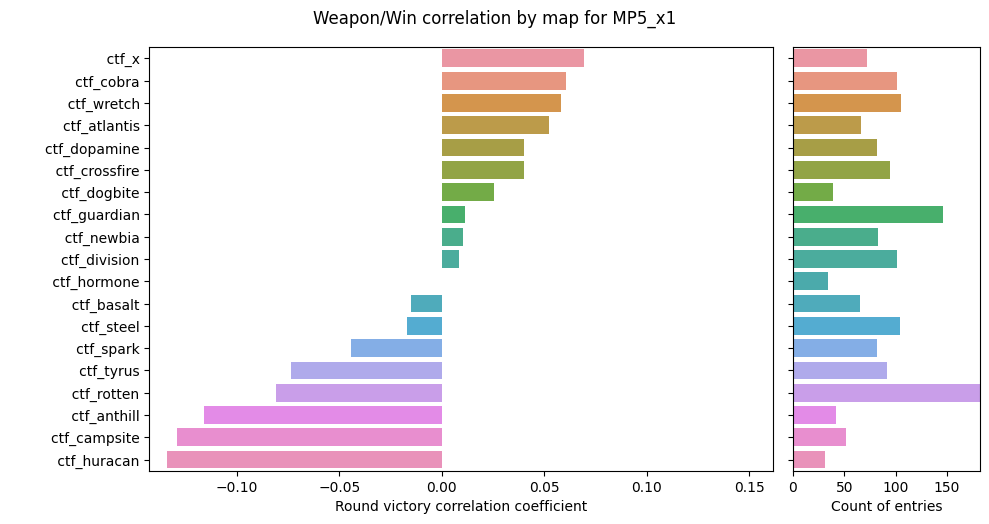 Weapon/Win correlation by map for MP5_x1
ctf_x
ctf_cobra
ctf_wretch
ctf_atlantis
ctf_dopamine
ctf_crossfire
ctf_dogbite
ctf_guardian
ctf_newbia
ctf_division
ctf_hormone
ctf_basalt
ctf_steel
ctf_spark
ctf_tyrus
ctf_rotten
ctf_anthill
ctf_campsite
ctf_huracan
−0.10 −0.05 0.00 0.05 0.10 0.15
Round victory correlation coefficient
0 50 100 150
Count of entries